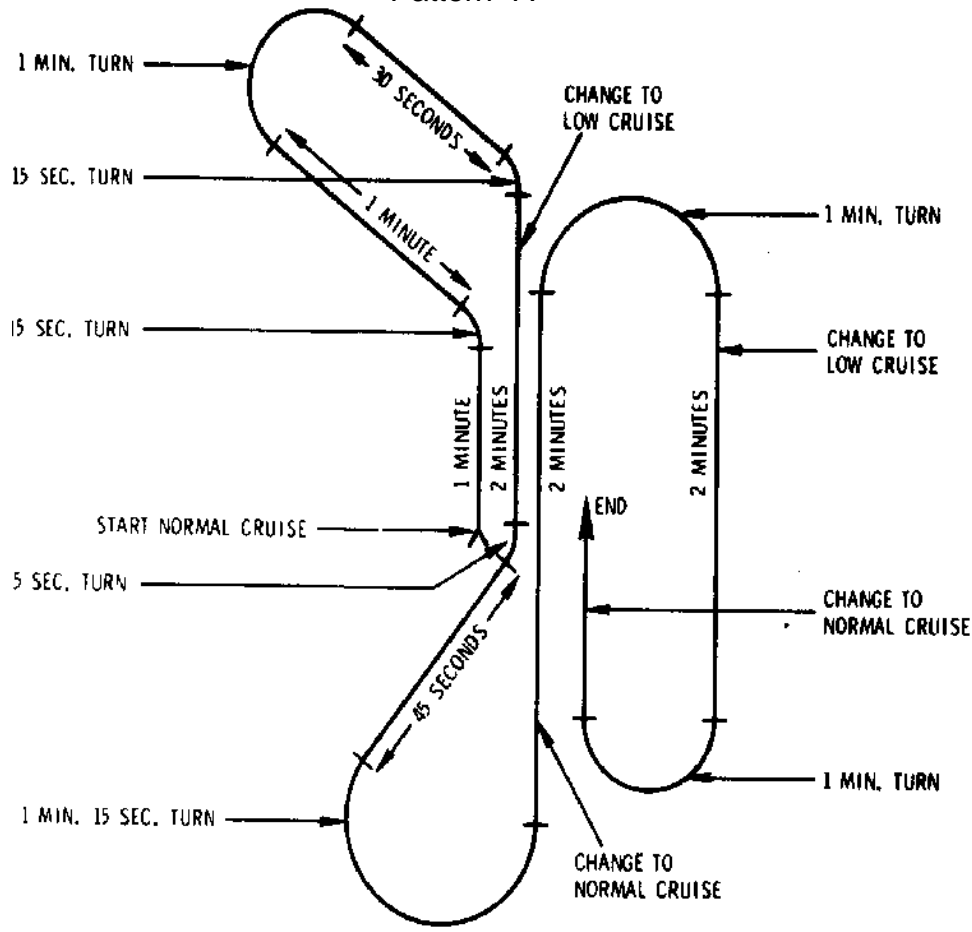 1 MIN. TURN
30 SECONDS
CHANGE TO
LOW CRUISE
15 SEC. TURN
1 MINUTE
1 MIN. TURN
15 SEC. TURN
CHANGE TO
LOW CRUISE
1 MINUTE
2 MINUTES
2 MINUTES
2 MINUTES
START NORMAL CRUISE
END
5 SEC. TURN
CHANGE TO
NORMAL CRUISE
45 SECONDS
1 MIN. TURN
1 MIN. 15 SEC. TURN
CHANGE TO
NORMAL CRUISE